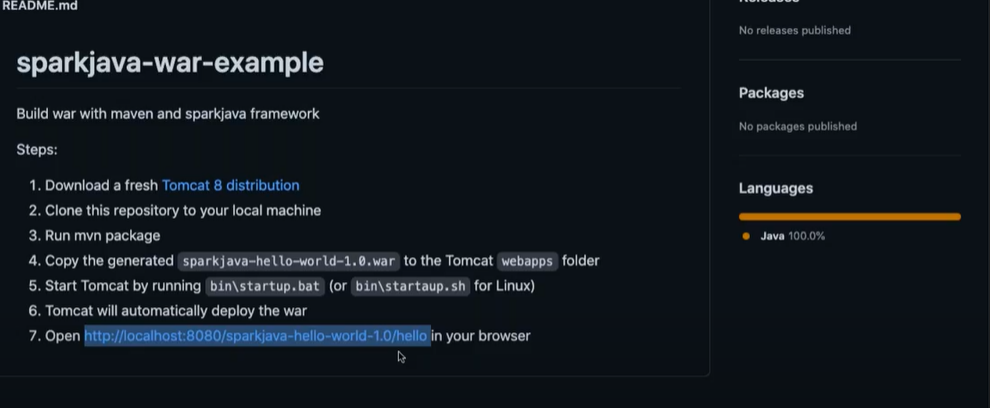 README.md
Releases
No releases published
sparkjava-war-example
Build war with maven and sparkjava framework
Steps:
1. Download a fresh Tomcat 8 distribution
2. Clone this repository to your local machine
3. Run mvn package
4. Copy the generated sparkjava-hello-world-1.0.war to the Tomcat webapps folder
5. Start Tomcat by running bin\startup.bat (or bin\startaup.sh for Linux)
6. Tomcat will automatically deploy the war
7. Open http://localhost:8080/sparkjava-hello-world-1.0/hello in your browser
Packages
No packages published
Languages
Java 100.0%